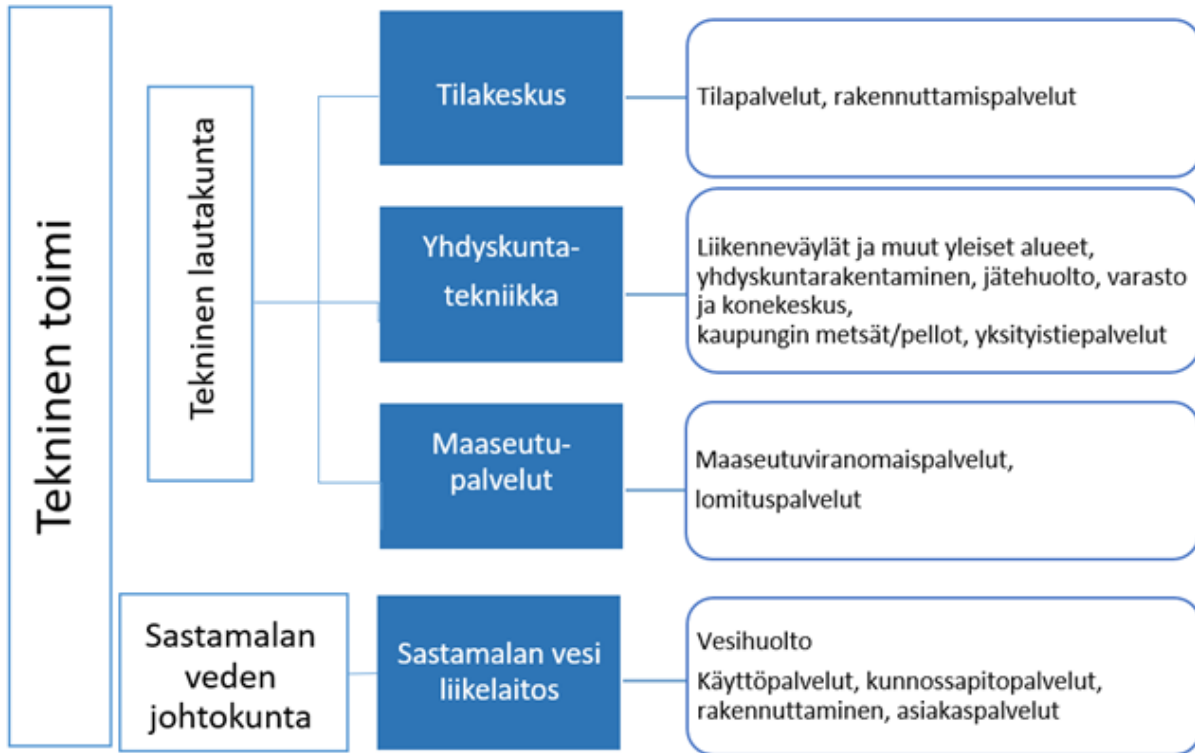 Tekninen toimi
Tekninen lautakunta
Tilakeskus
Tilapalvelut, rakennuttamispalvelut
Yhdyskunta-
tekniikka
Liikenneväylät ja muut yleiset alueet,
yhdyskuntarakentaminen, jätehuolto, varasto
ja konekeskus,
kaupungin metsät/pellot, yksityistiepalvelut
Maaseutu-
palvelut
Maaseutuviranomaispalvelut,
lomituspalvelut
Sastamalan
veden
johtokunta
Sastamalan vesi
liikelaitos
Vesihuolto
Käyttöpalvelut, kunnossapitopalvelut,
rakennuttaminen, asiakaspalvelut